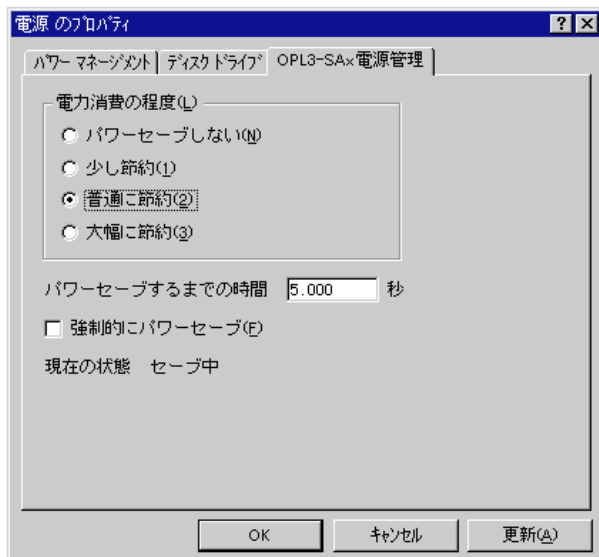 電源 のﾌﾟﾛﾊﾟﾃｨ
ﾊﾟﾜｰ ﾏﾈｰｼﾞﾒﾝﾄ ﾃﾞｨｽｸ ﾄﾞﾗｲﾌﾞ OPL3-SAx電源管理
電力消費の程度(L)
パワーセーブしない(N)
少し節約(1)
普通に節約(2)
大幅に節約(3)
パワーセーブするまでの時間 5.000 秒
強制的にパワーセーブ(F)
現在の状態 セーブ中
OK ｷｬﾝｾﾙ 更新(A)